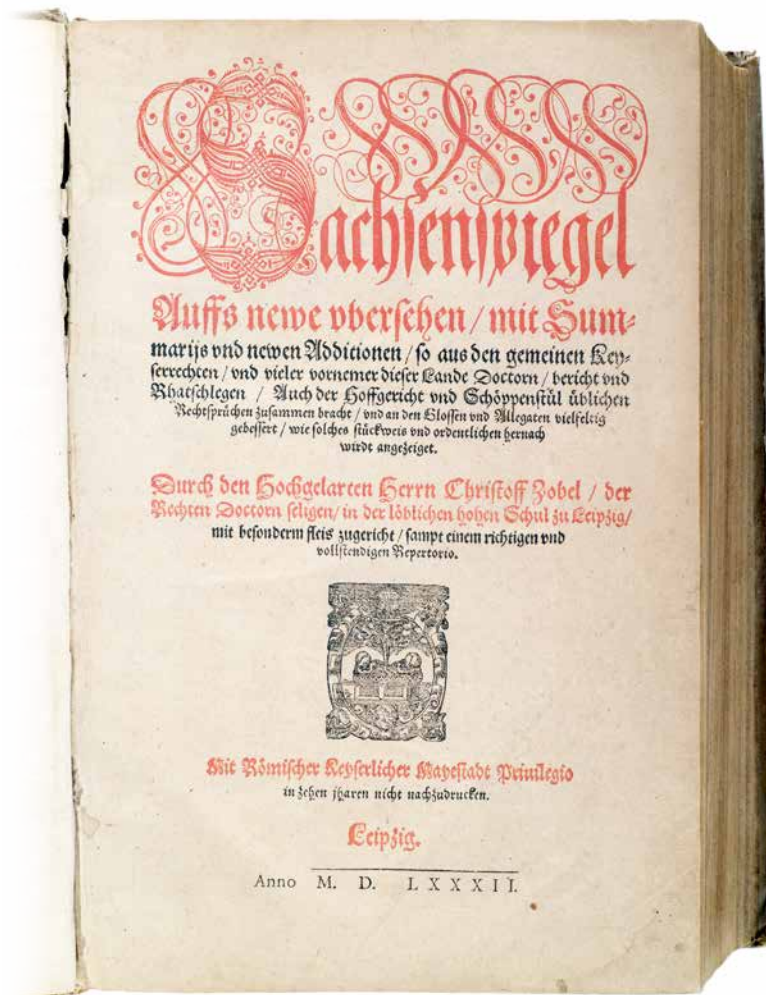 Sachsenspiegel
Auffs newe vbersehen / mit Sum-
marijs vnd newen Additionen / so aus den gemeinen Key-
serrechten / vnd vieler vornemer dieser Lande Doctorn / bericht vnd
Rhatschlegen / Auch der Hoffgericht vnd Schöppenstül üblichen
Rechtsprüchen zusammen bracht / vnd an den Glossen vnd Allegaten vielfeltig
gebessert / wie solches stückweis vnd ordentlichen hernach
wirdt angezeiget.
Durch den Hochgelarten Herrn Christoff Zobel / der
Rechten Doctorn seligen / in der löblichen hohen Schul zu Leipzig /
mit besonderm fleis zugericht / sampt einem richtigen vnd
vollstendigen Repertorio.
Mit Römischer Keyserlicher Mayestadt Priuilegio
in zehen jharen nicht nachzudrucken.
Leipzig.
Anno M. D. LXXXII.